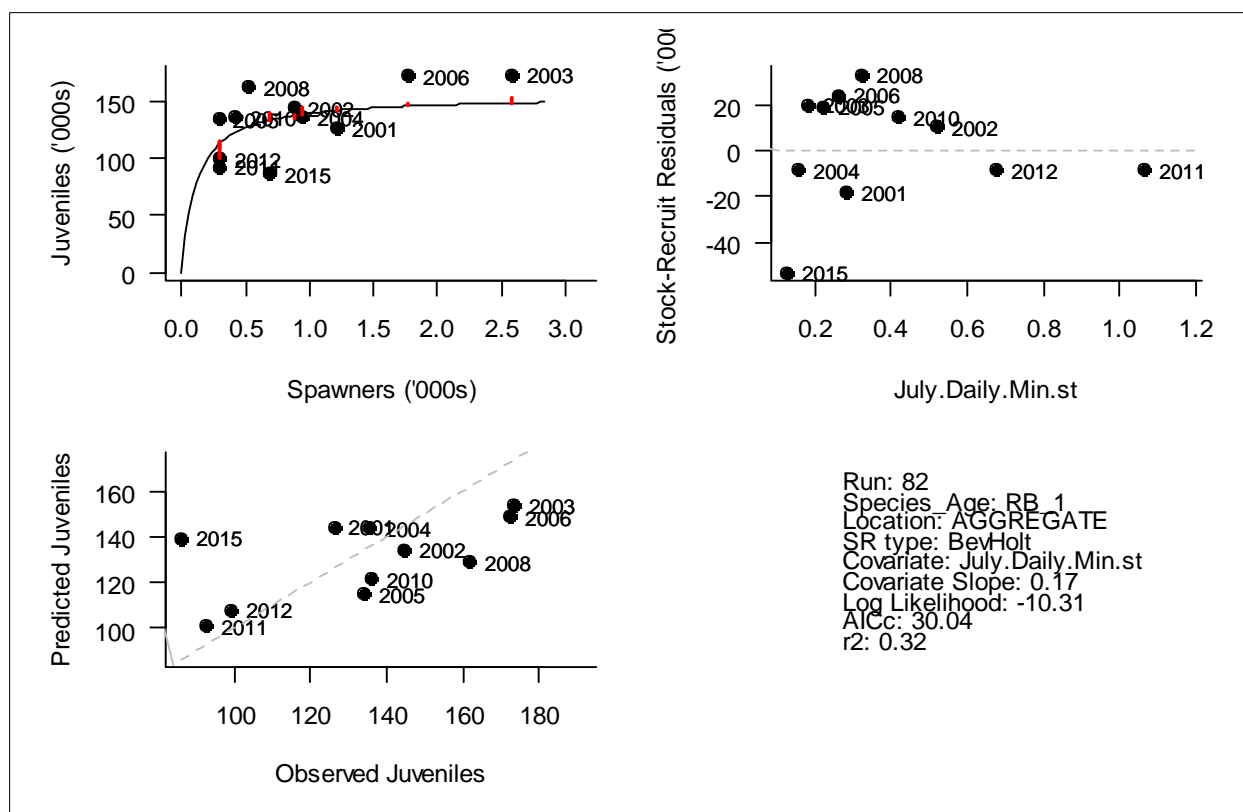 Juveniles ('000s)
150
100
50
0
2008
2006
2003
2002
2005
2010
2004
2001
2012
2011
2015
0.0 0.5 1.0 1.5 2.0 2.5 3.0
Spawners ('000s)
Stock-Recruit Residuals ('00
20
0
-20
-40
2008
2006
2003
2005
2010
2002
2004
2012
2011
2001
2015
0.2 0.4 0.6 0.8 1.0 1.2
July.Daily.Min.st
Predicted Juveniles
160
140
120
100
2003
2006
2015
2001
2004
2002
2008
2010
2005
2012
2011
100 120 140 160 180
Observed Juveniles
Run: 82
Species_Age: RB_1
Location: AGGREGATE
SR type: BevHolt
Covariate: July.Daily.Min.st
Covariate Slope: 0.17
Log Likelihood: -10.31
AICc: 30.04
r2: 0.32